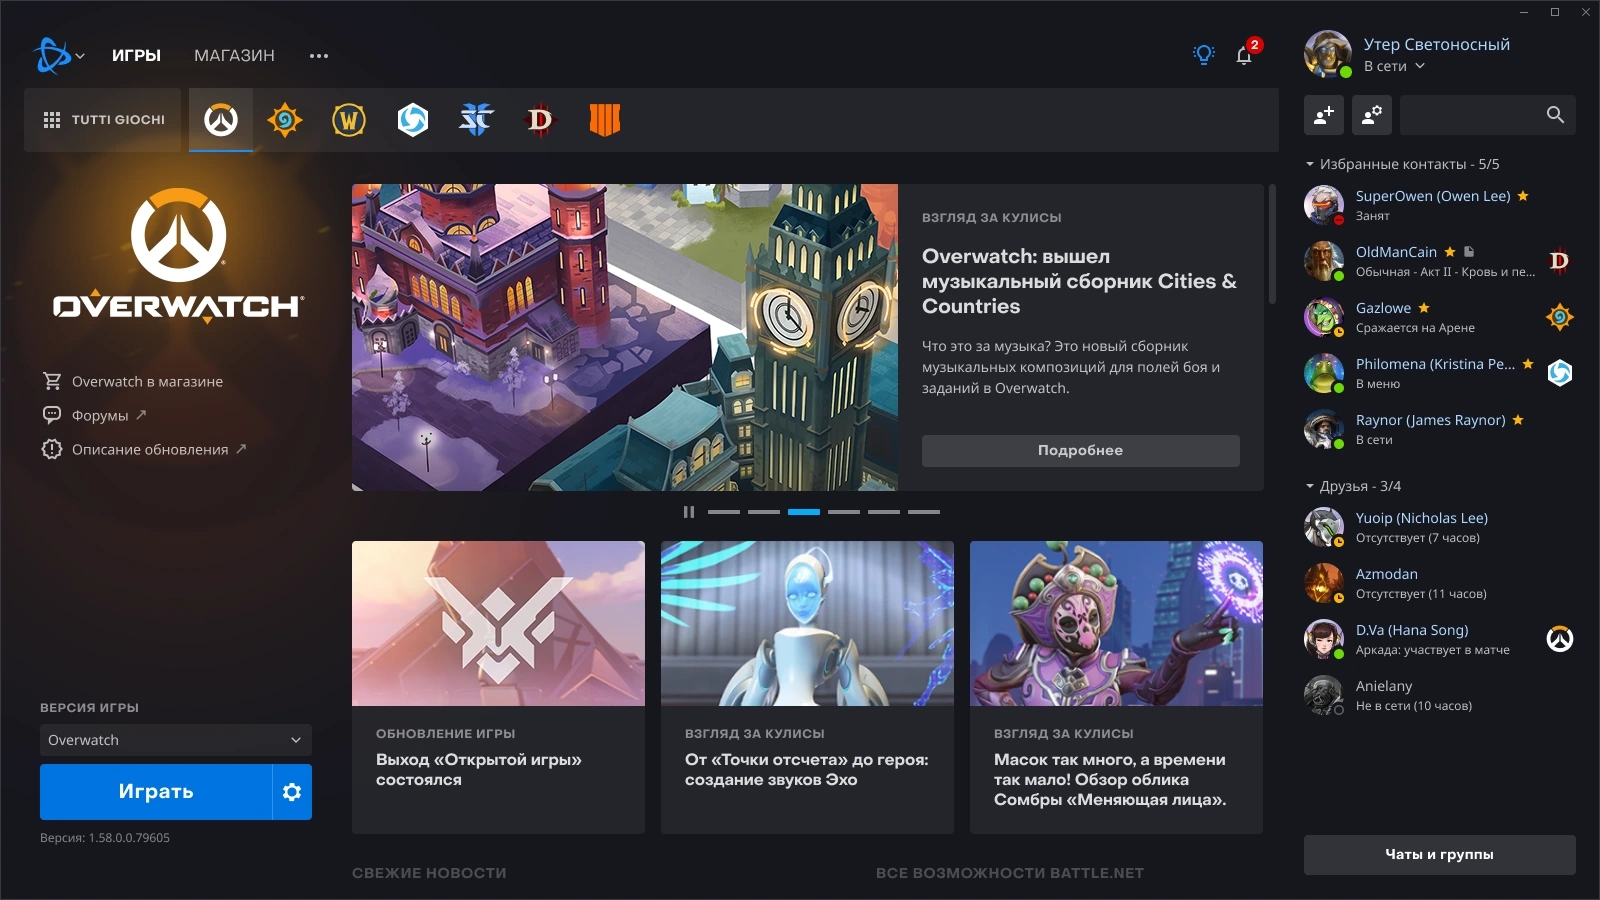 ИГРЫ
МАГАЗИН
2
TUTTI GIOCHI
OVERWATCH
Overwatch в магазине
Форумы
Описание обновления
ВЕРСИЯ ИГРЫ
Overwatch
Играть
Версия: 1.58.0.0.79605
ВЗГЛЯД ЗА КУЛИСЫ
Overwatch: вышел
музыкальный сборник Cities &
Countries
Что это за музыка? Это новый сборник
музыкальных композиций для полей боя и
заданий в Overwatch.
Подробнее
ОБНОВЛЕНИЕ ИГРЫ
Выход «Открытой игры»
состоялся
ВЗГЛЯД ЗА КУЛИСЫ
От «Точки отсчета» до героя:
создание звуков Эхо
ВЗГЛЯД ЗА КУЛИСЫ
Масок так много, а времени
так мало! Обзор облика
Сомбры «Меняющая лица».
СВЕЖИЕ НОВОСТИ
ВСЕ ВОЗМОЖНОСТИ BATTLE.NET
Утер Светоносный
В сети
Избранные контакты - 5/5
SuperOwen (Owen Lee)
Занят
OldManCain
Обычная - Акт II - Кровь и пе...
Gazlowe
Сражается на Арене
Philomena (Kristina Pe...
В меню
Raynor (James Raynor)
В сети
Друзья - 3/4
Yuoip (Nicholas Lee)
Отсутствует (7 часов)
Azmodan
Отсутствует (11 часов)
D.Va (Hana Song)
Аркада: участвует в матче
Anielany
Не в сети (10 часов)
Чаты и группы